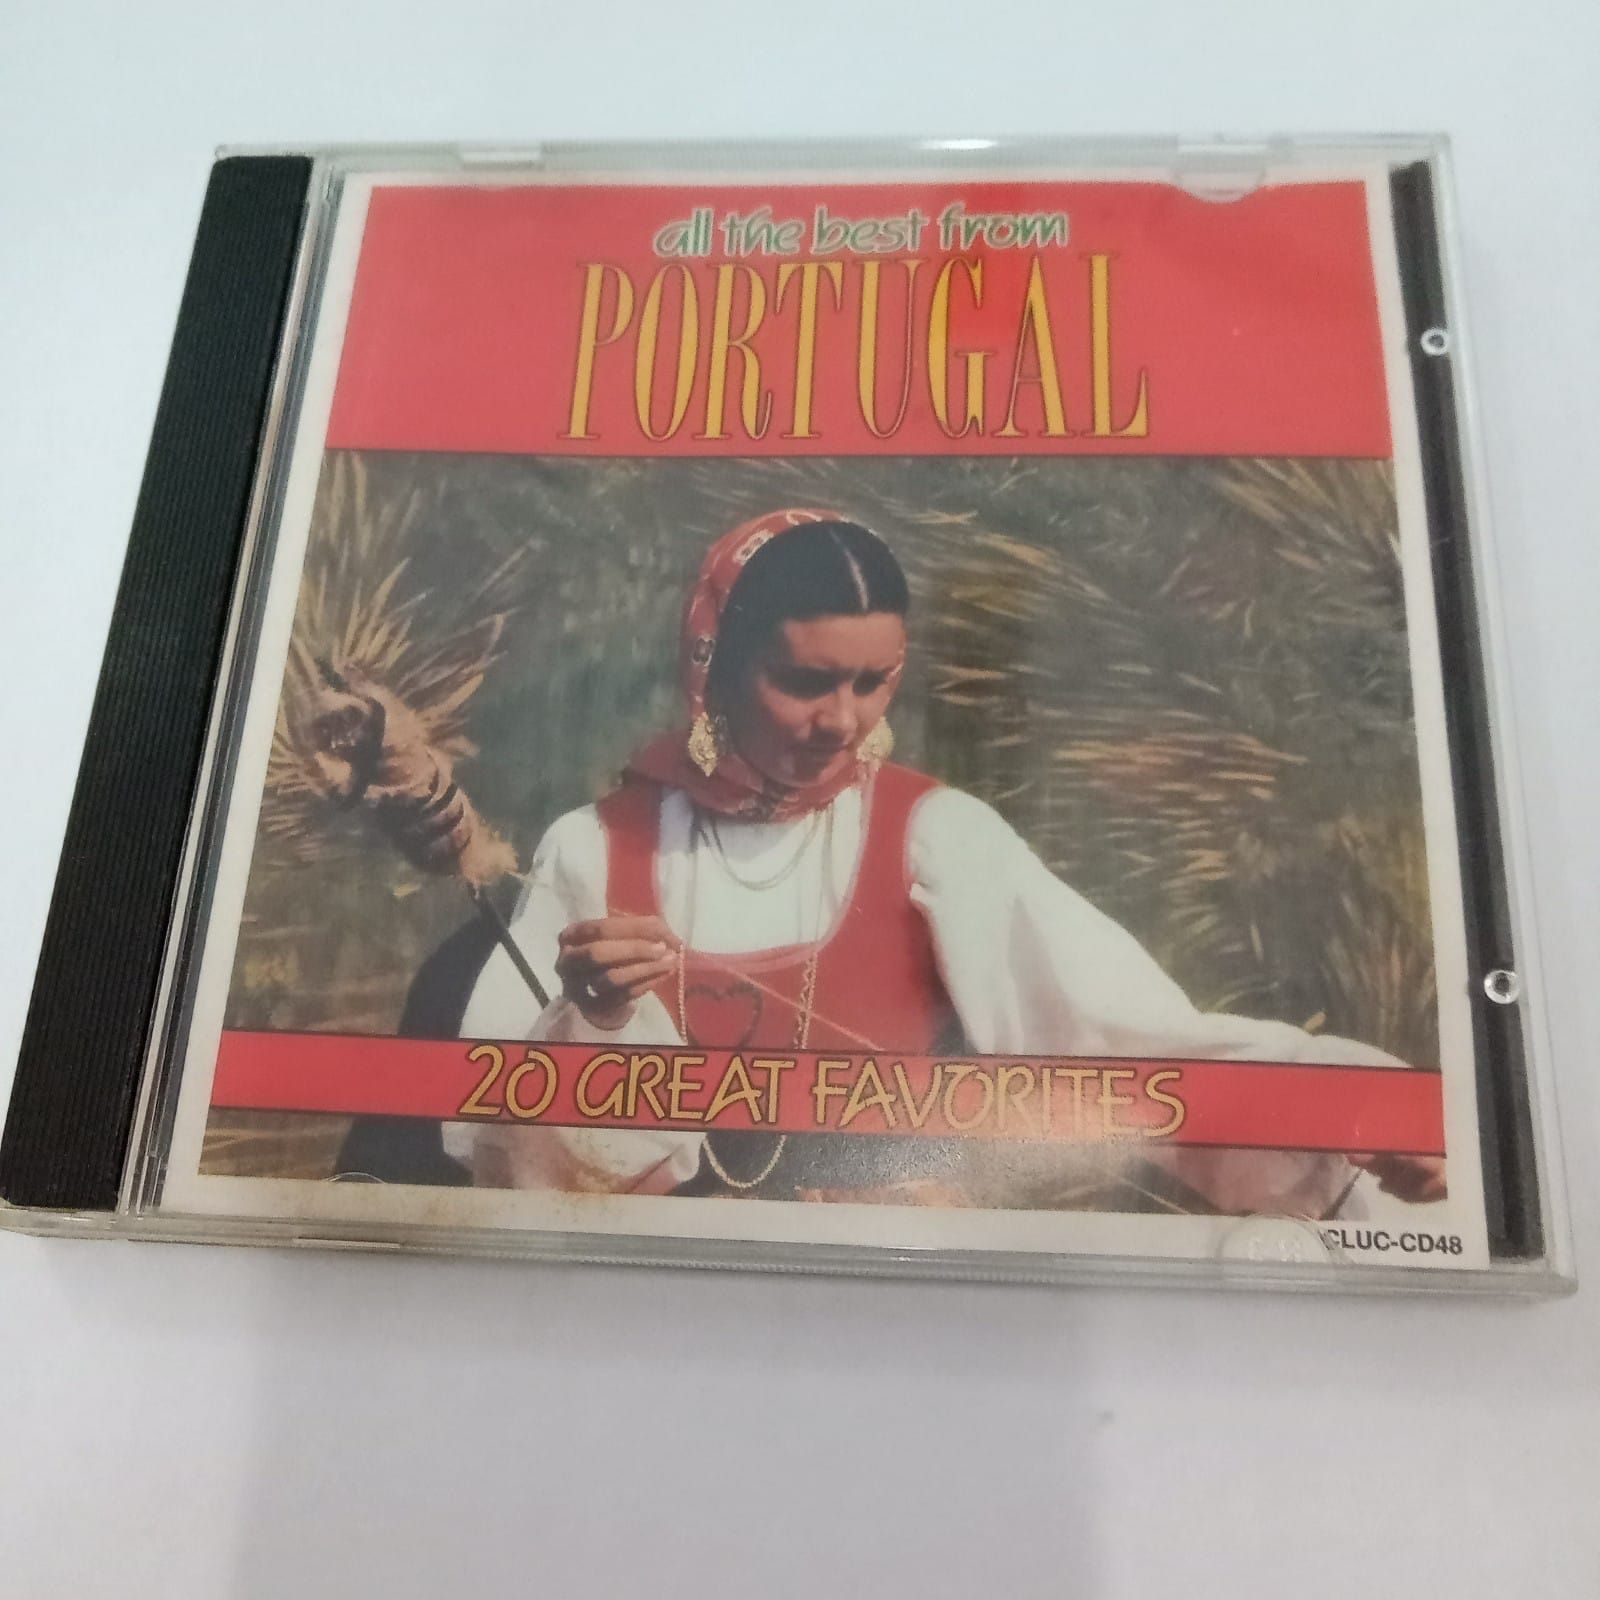 all the best from
PORTUGAL
20 GREAT FAVORITES
CLUC-CD48